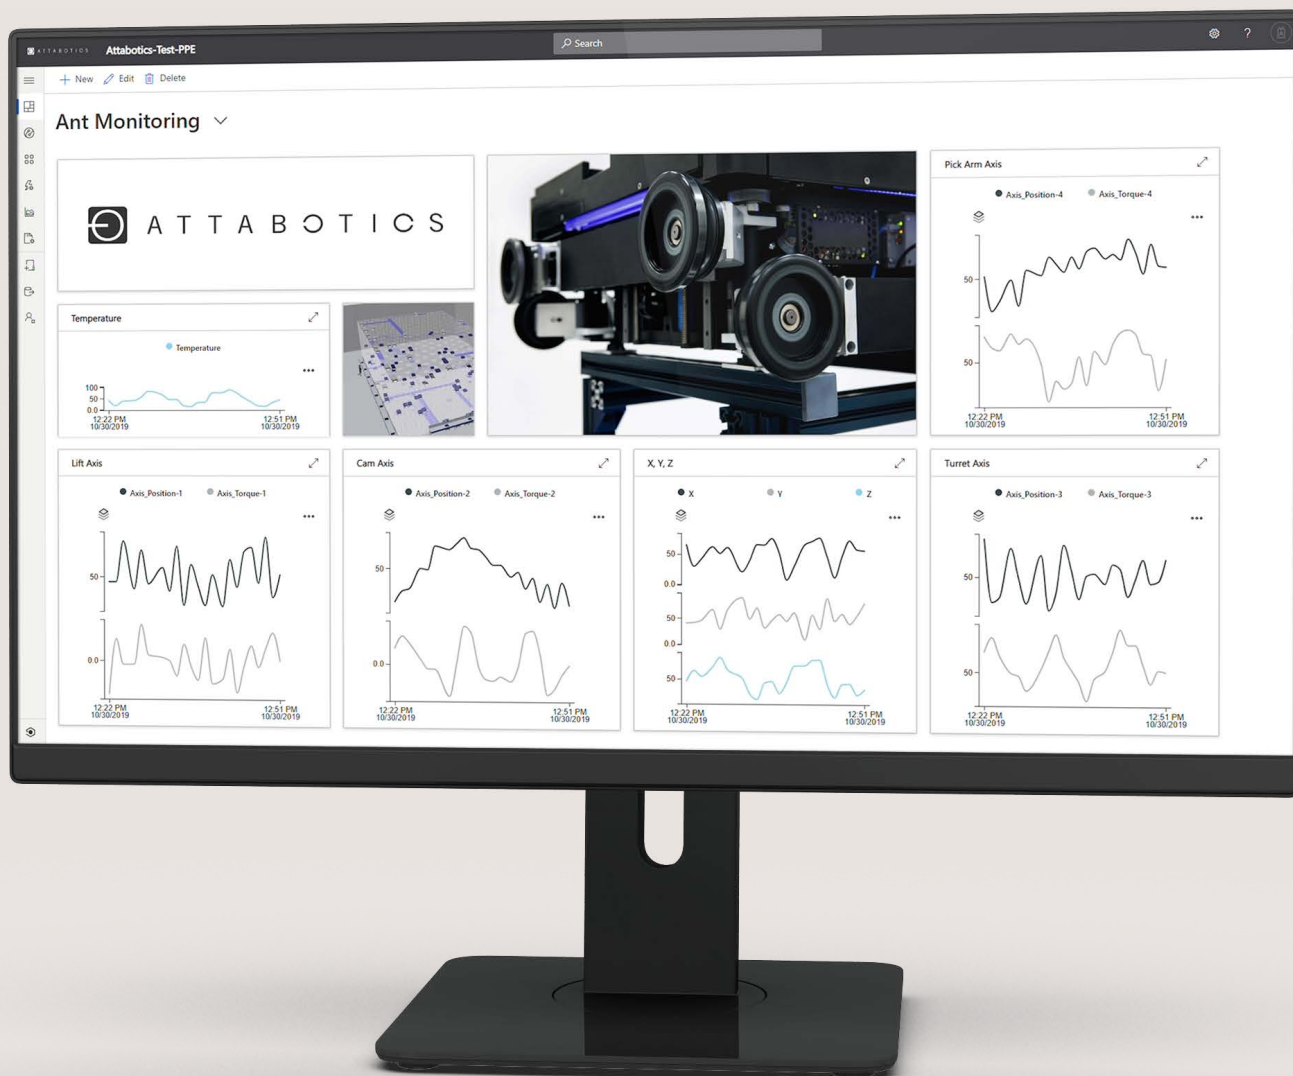 ATTABOTICS Attabotics-Test-PPE Search ?
New Edit Delete
Ant Monitoring
ATTABOTICS
Temperature
Temperature
100
50
0.0
12:22 PM 12:51 PM
10/30/2019 10/30/2019
Pick Arm Axis
Axis_Position-4 Axis_Torque-4
50
50
12:22 PM 12:51 PM
10/30/2019 10/30/2019
Lift Axis
Axis_Position-1 Axis_Torque-1
50
0.0
12:22 PM 12:51 PM
10/30/2019 10/30/2019
Cam Axis
Axis_Position-2 Axis_Torque-2
50
0.0
12:22 PM 12:51 PM
10/30/2019 10/30/2019
X, Y, Z
X Y Z
50
0.0
50
0.0
50
12:22 PM 12:51 PM
10/30/2019 10/30/2019
Turret Axis
Axis_Position-3 Axis_Torque-3
50
50
12:22 PM 12:51 PM
10/30/2019 10/30/2019